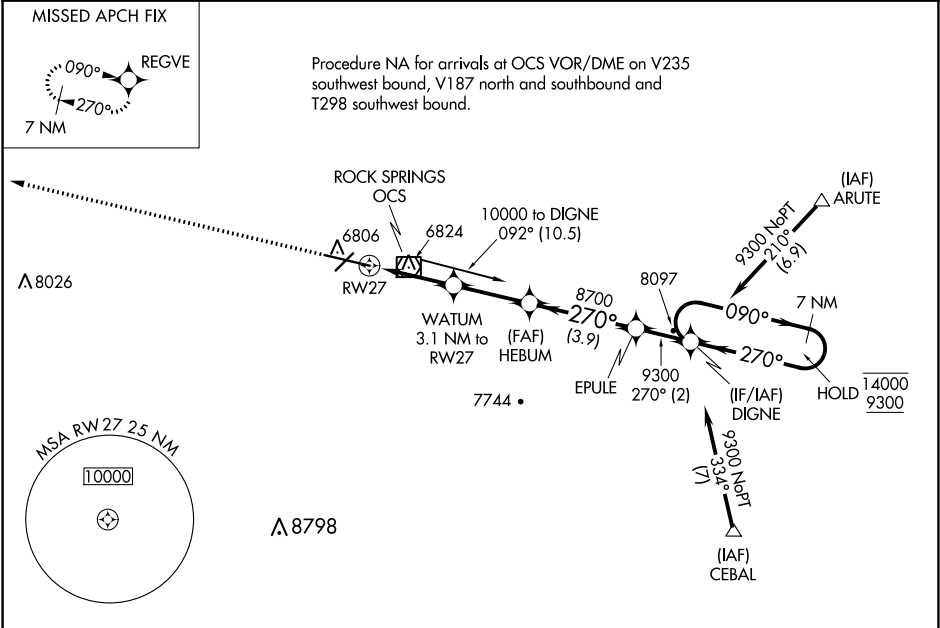 MISSED APCH FIX
REGVE
090°
270°
7 NM
Procedure NA for arrivals at OCS VOR/DME on V235
southwest bound, V187 north and southbound and
T298 southwest bound.
ROCK SPRINGS
OCS
6806
6824
10000 to DIGNE
092° (10.5)
(IAF)
ARUTE
9300 NoPT
210°
(6.9)
8026
RW27
WATUM
3.1 NM to
RW27
(FAF)
HEBUM
8700
270°
(3.9)
8097
7 NM
090°
270°
EPULE
9300
270° (2)
(IF/IAF)
DIGNE
HOLD
14000
9300
7744
MSA RW 27 25 NM
10000
8798
9300 NoPT
334°
(7)
(IAF)
CEBAL